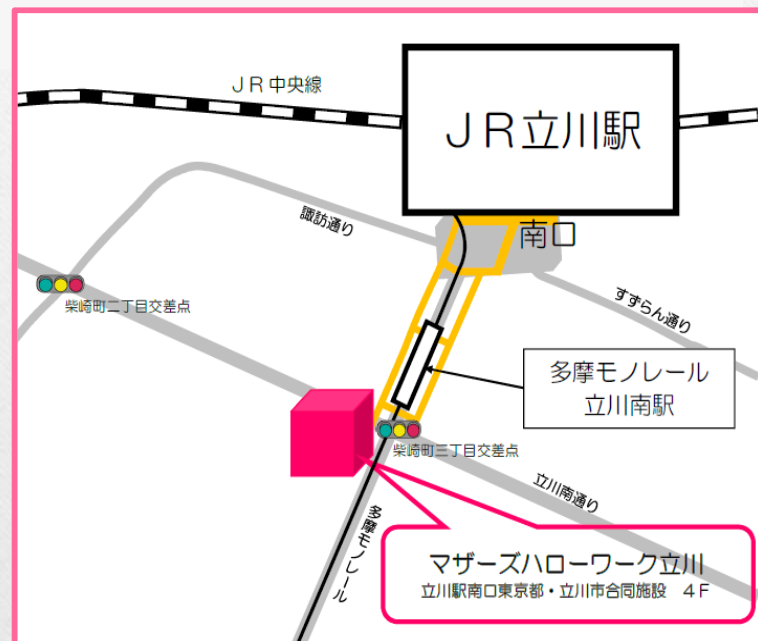 JR中央線
JR立川駅
南口
諏訪通り
すずらん通り
柴崎町二丁目交差点
多摩モノレール
立川南駅
柴崎町三丁目交差点
立川南通り
多摩モノレール
マザーズハローワーク立川
立川駅南口東京都・立川市合同施設 4F